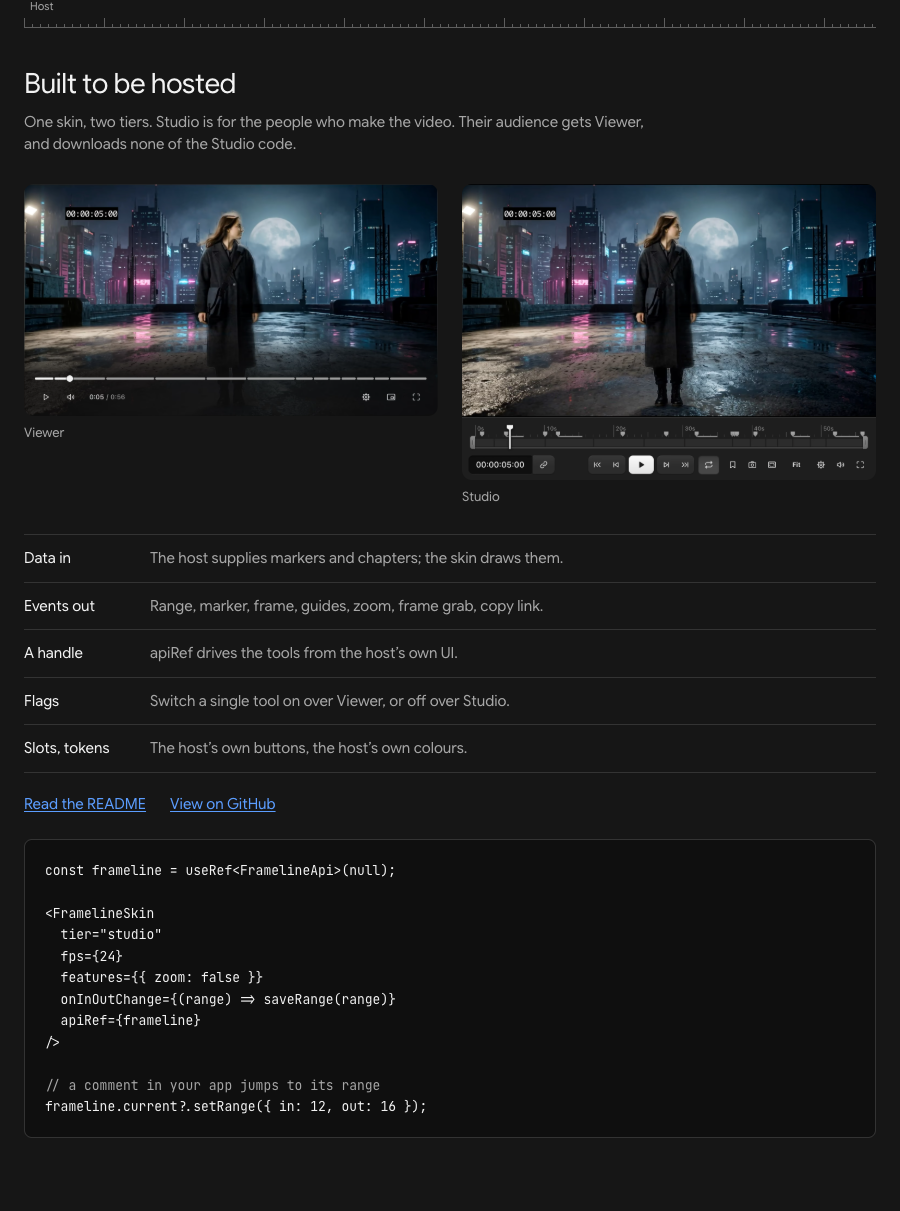 Host
Built to be hosted
One skin, two tiers. Studio is for the people who make the video. Their audience gets Viewer,
and downloads none of the Studio code.
00:00:05:00
00:00:05:00
0:05 / 0:56
Viewer
0s 10s 20s 30s 40s 50s
00:00:05:00
Fit
Studio
Data in
The host supplies markers and chapters; the skin draws them.
Events out
Range, marker, frame, guides, zoom, frame grab, copy link.
A handle
apiRef drives the tools from the host’s own UI.
Flags
Switch a single tool on over Viewer, or off over Studio.
Slots, tokens
The host’s own buttons, the host’s own colours.
Read the README
View on GitHub
const frameline = useRef<FramelineApi>(null);
<FramelineSkin
  tier="studio"
  fps={24}
  features={{ zoom: false }}
  onInOutChange={(range) => saveRange(range)}
  apiRef={frameline}
/>
// a comment in your app jumps to its range
frameline.current?.setRange({ in: 12, out: 16 });